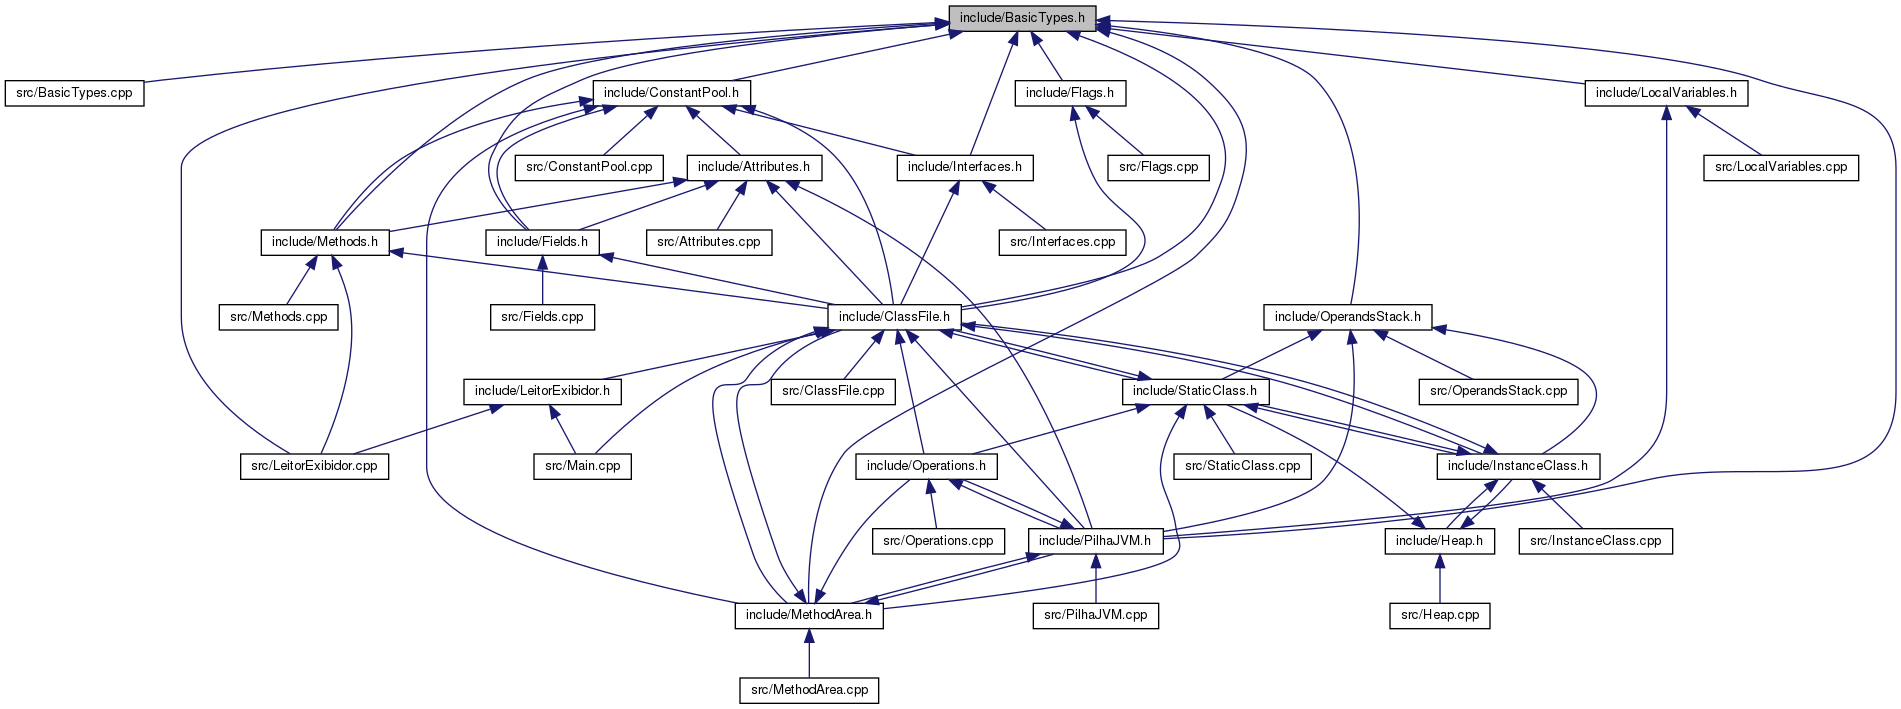 include/BasicTypes.h
src/BasicTypes.cpp
include/ConstantPool.h
include/Flags.h
include/LocalVariables.h
src/ConstantPool.cpp
include/Attributes.h
include/Interfaces.h
src/Flags.cpp
src/LocalVariables.cpp
include/Methods.h
include/Fields.h
src/Attributes.cpp
src/Interfaces.cpp
src/Methods.cpp
src/Fields.cpp
include/ClassFile.h
include/OperandsStack.h
include/LeitorExibidor.h
src/ClassFile.cpp
include/StaticClass.h
src/OperandsStack.cpp
src/LeitorExibidor.cpp
src/Main.cpp
include/Operations.h
src/StaticClass.cpp
include/InstanceClass.h
src/Operations.cpp
include/PilhaJVM.h
include/Heap.h
src/InstanceClass.cpp
include/MethodArea.h
src/PilhaJVM.cpp
src/Heap.cpp
src/MethodArea.cpp